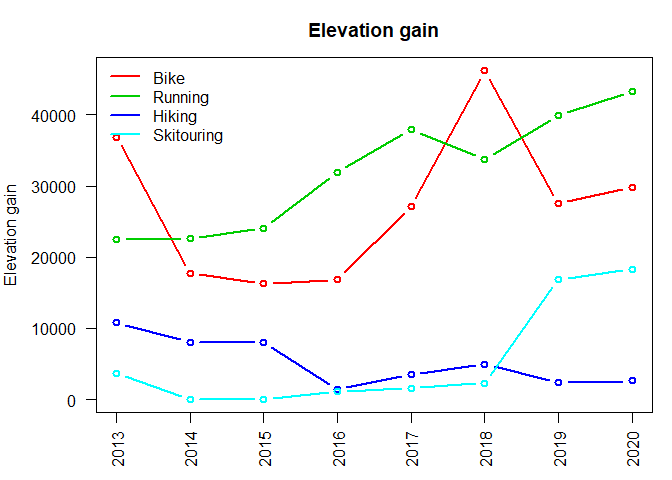 Elevation gain
Bike
Running
Hiking
Skitouring
Elevation gain
40000
30000
20000
10000
0
2013
2014
2015
2016
2017
2018
2019
2020